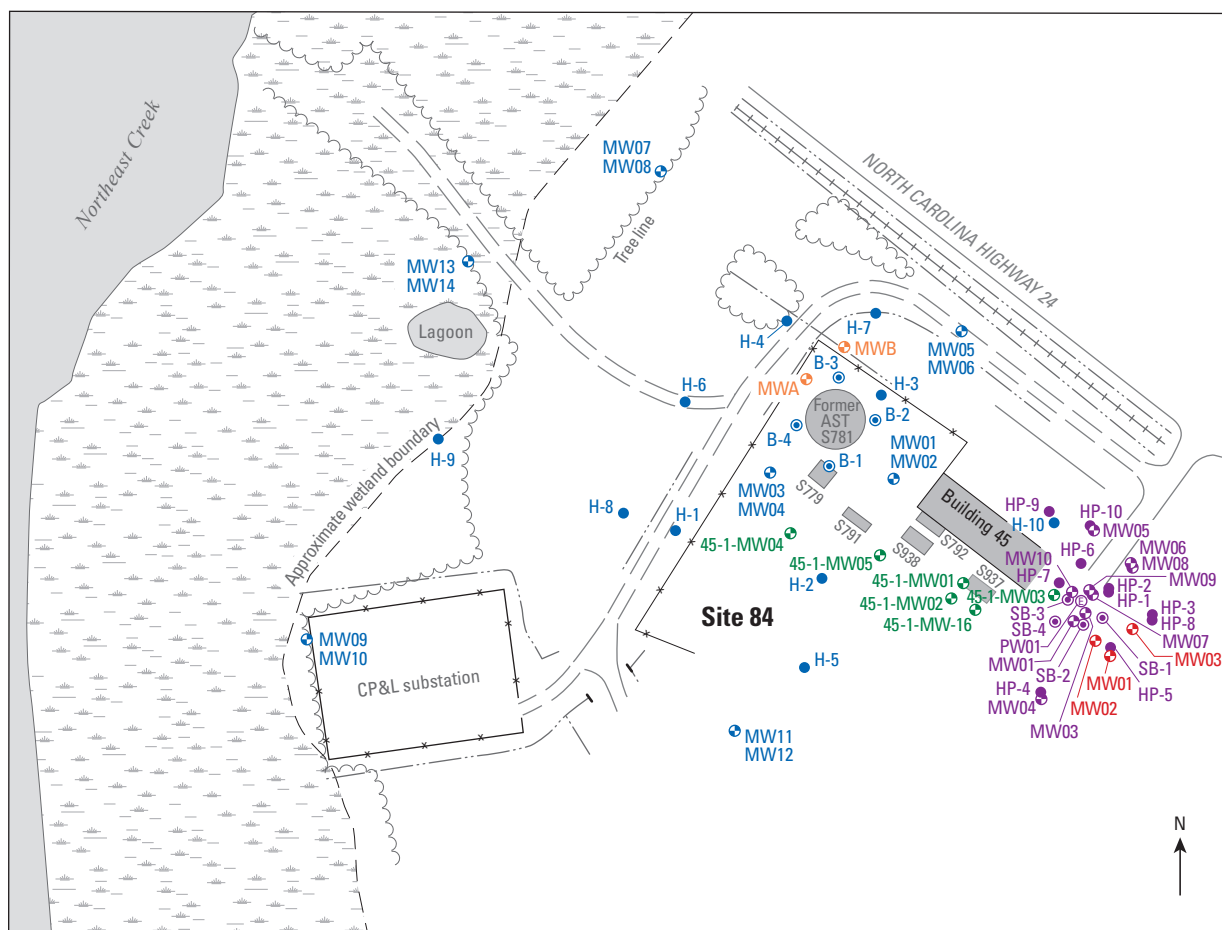 Northeast Creek
MW07
MW08
Tree line
NORTH CAROLINA HIGHWAY 24
MW13
MW14
Lagoon
H-4
H-7
MWB
MW05
MW06
B-3
MWA
H-3
H-6
Former
AST
S781
B-2
B-4
MW01
MW02
B-1
S779
MW03
MW04
H-9
Approximate wetland boundary
H-8
H-1
S791
S938
S792
Building 45
HP-9
H-10
HP-10
MW05
45-1-MW04
45-1-MW05
H-2
45-1-MW01
S937
45-1-MW02
45-1-MW03
45-1-MW-16
MW10
HP-6
HP-7
MW06
MW08
MW09
HP-2
HP-1
HP-3
HP-8
E
SB-3
SB-4
PW01
MW01
SB-2
MW07
MW03
SB-1
MW01
HP-5
MW02
HP-4
MW04
MW03
Site 84
MW09
MW10
CP&L substation
H-5
MW11
MW12
N